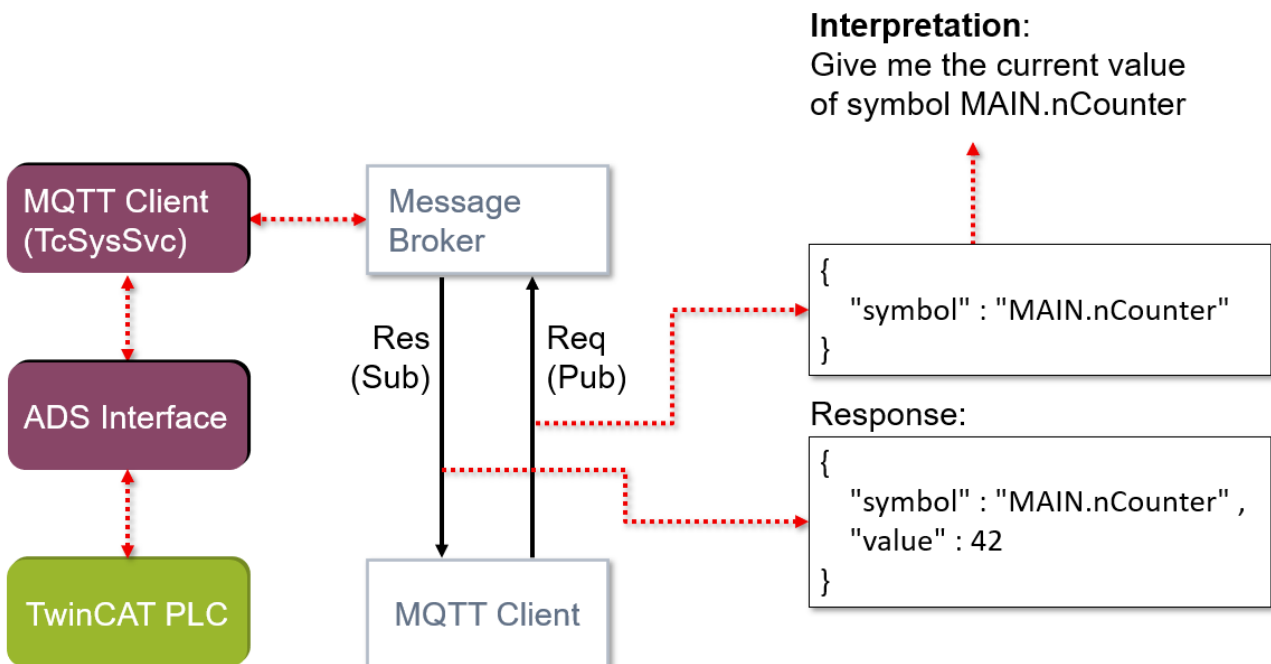 Interpretation:
Give me the current value
of symbol MAIN.nCounter
MQTT Client
(TcSysSvc)
Message
Broker
{
"symbol" : "MAIN.nCounter"
}
Res
(Sub)
Req
(Pub)
ADS Interface
Response:
{
"symbol" : "MAIN.nCounter" ,
"value" : 42
}
TwinCAT PLC
MQTT Client